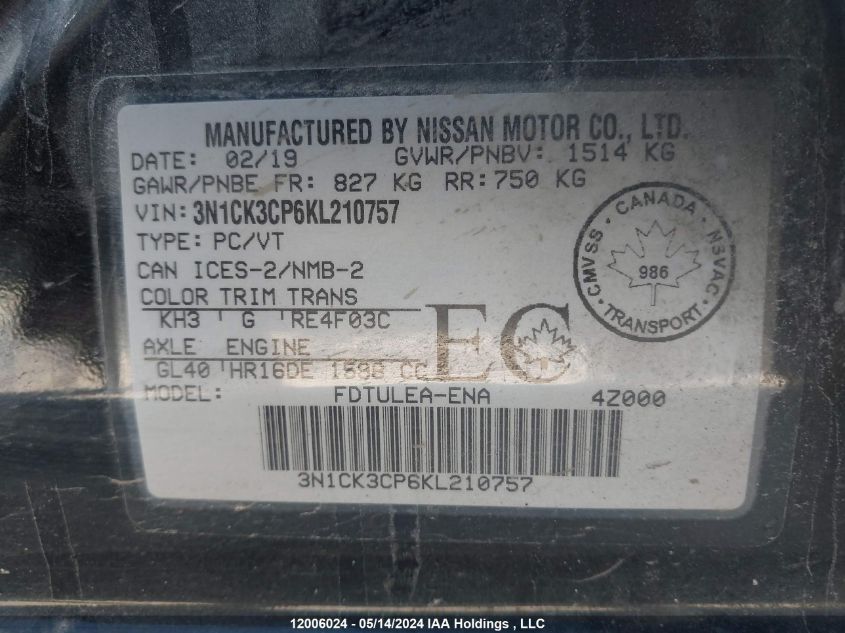 MANUFACTURED BY NISSAN MOTOR CO., LTD.
DATE: 02/19 GVWR/PNBV: 1514 KG
GAWR/PNBE FR: 827 KG RR: 750 KG
VIN: 3N1CK3CP6KL210757
TYPE: PC/VT
CAN ICES-2/NMB-2
COLOR TRIM TRANS
KH3 G RE4F03C
AXLE ENGINE
GL40 HR16DE 1598 CC
MODEL: FDTULEA-ENA 4Z000
3N1CK3CP6KL210757
EC
CANADA
CMVSS NSVAC
986
TRANSPORT
12006024 - 05/14/2024 IAA Holdings , LLC